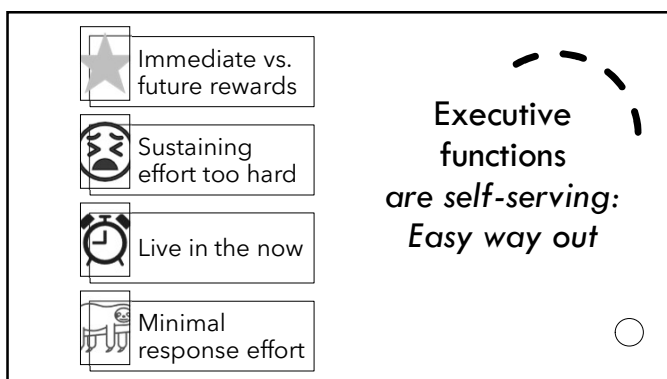 Immediate vs.
future rewards
Sustaining
effort too hard
Live in the now
Minimal
response effort
Executive
functions
are self-serving:
Easy way out